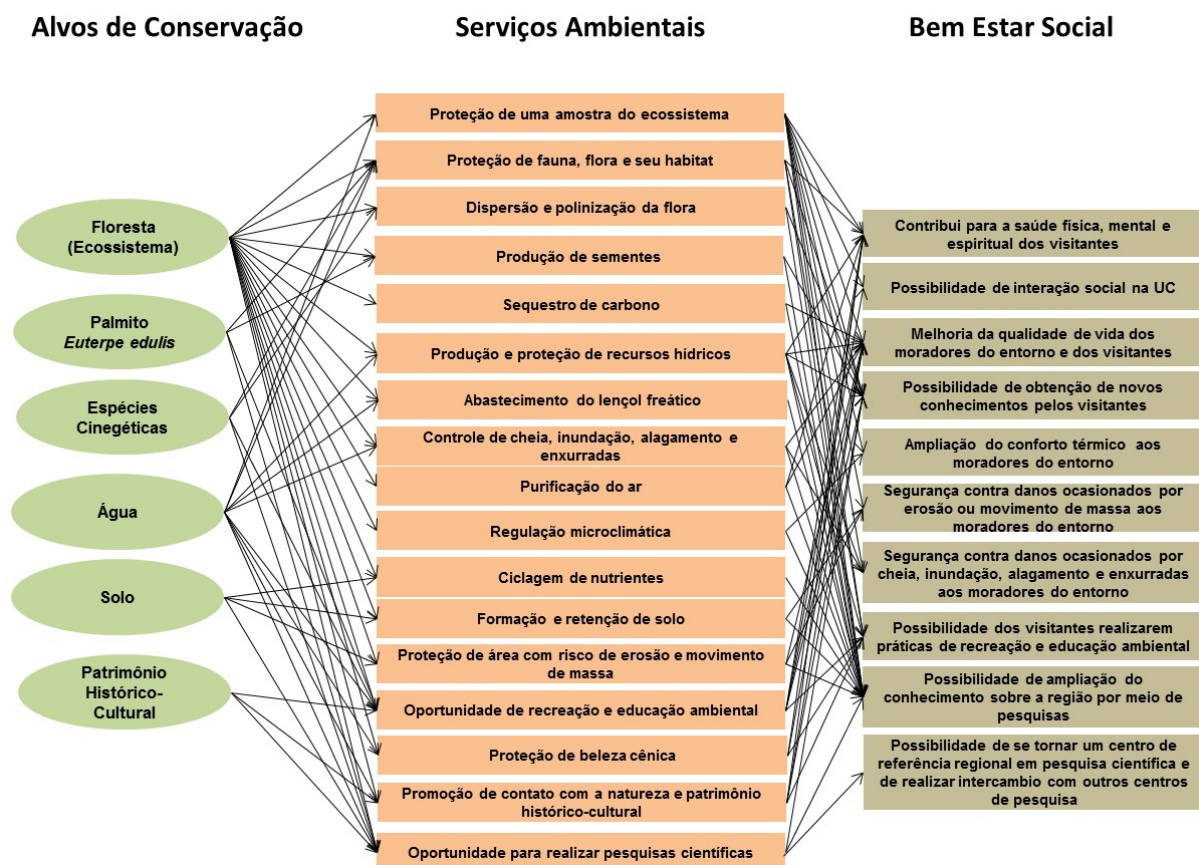 Alvos de Conservação
Serviços Ambientais
Bem Estar Social
Floresta
(Ecossistema)
Palmito
Euterpe edulis
Espécies
Cinegéticas
Água
Solo
Patrimônio
Histórico-
Cultural
Proteção de uma amostra do ecossistema
Proteção de fauna, flora e seu habitat
Dispersão e polinização da flora
Produção de sementes
Sequestro de carbono
Produção e proteção de recursos hídricos
Abastecimento do lençol freático
Controle de cheia, inundação, alagamento e
enxurradas
Purificação do ar
Regulação microclimática
Ciclagem de nutrientes
Formação e retenção de solo
Proteção de área com risco de erosão e movimento
de massa
Oportunidade de recreação e educação ambiental
Proteção de beleza cênica
Promoção de contato com a natureza e patrimônio
histórico-cultural
Oportunidade para realizar pesquisas científicas
Contribui para a saúde física, mental e
espiritual dos visitantes
Possibilidade de interação social na UC
Melhoria da qualidade de vida dos
moradores do entorno e dos visitantes
Possibilidade de obtenção de novos
conhecimentos pelos visitantes
Ampliação do conforto térmico aos
moradores do entorno
Segurança contra danos ocasionados por
erosão ou movimento de massa aos
moradores do entorno
Segurança contra danos ocasionados por
cheia, inundação, alagamento e enxurradas
aos moradores do entorno
Possibilidade dos visitantes realizarem
práticas de recreação e educação ambiental
Possibilidade de ampliação do
conhecimento sobre a região por meio de
pesquisas
Possibilidade de se tornar um centro de
referência regional em pesquisa científica e
de realizar intercambio com outros centros
de pesquisa